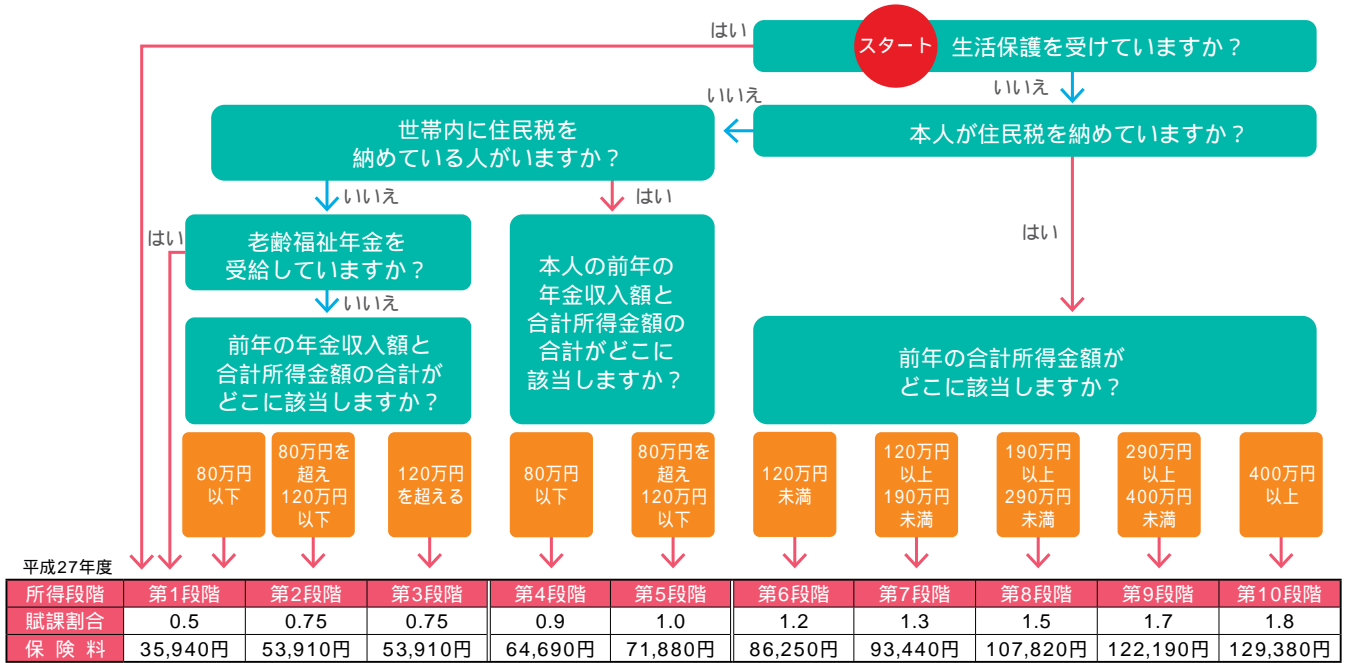 はい
スタート
生活保護を受けていますか？
いいえ
いいえ
本人が住民税を納めていますか？
世帯内に住民税を
納めている人がいますか？
いいえ
はい
はい
はい
老齢福祉年金を
受給していますか？
いいえ
本人の前年の
年金収入額と
合計所得金額の
合計がどこに
該当しますか？
前年の年金収入額と
合計所得金額の合計が
どこに該当しますか？
前年の合計所得金額が
どこに該当しますか？
80万円
以下
80万円を
超え
120万円
以下
120万円
を超える
80万円
以下
80万円を
超え
120万円
以下
120万円
未満
120万円
以上
190万円
未満
190万円
以上
290万円
未満
290万円
以上
400万円
未満
400万円
以上
平成27年度
所得段階 第1段階 第2段階 第3段階 第4段階 第5段階 第6段階 第7段階 第8段階 第9段階 第10段階
賦課割合 0.5 0.75 0.75 0.9 1.0 1.2 1.3 1.5 1.7 1.8
保険料 35,940円 53,910円 53,910円 64,690円 71,880円 86,250円 93,440円 107,820円 122,190円 129,380円